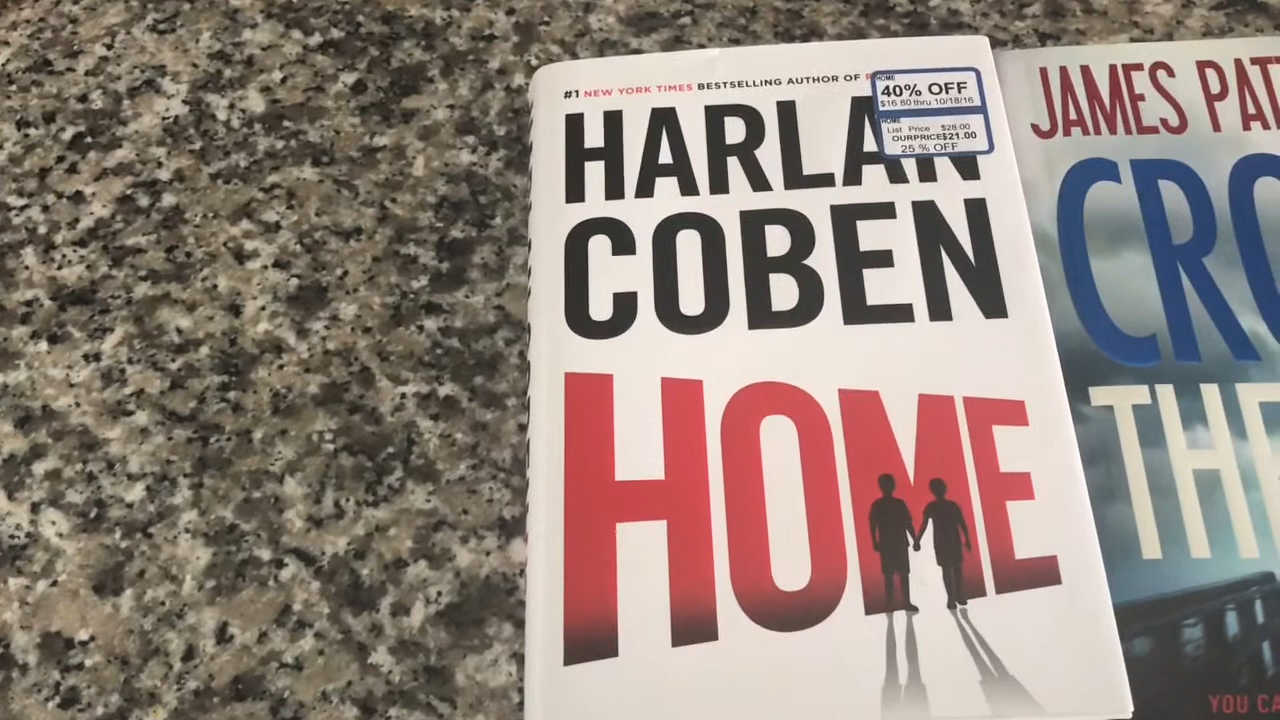 #1 NEW YORK TIMES BESTSELLING AUTHOR OF
HARLAN
COBEN
HOME
HOME
40% OFF
$16.80 thru 10/18/16
HOME
List Price $28.00
OURPRICE$21.00
25 % OFF
JAMES PATT
CRO
THE
YOU CA